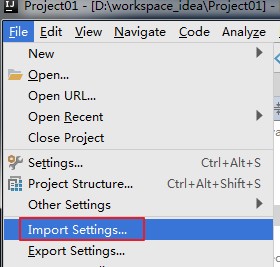 Project01 - [D:\workspace_idea\Project01] -
File Edit View Navigate Code Analyze
New
Open...
Open URL...
Open Recent
Close Project
Settings... Ctrl+Alt+S
Project Structure... Ctrl+Alt+Shift+S
Other Settings
Import Settings...
Export Settings...